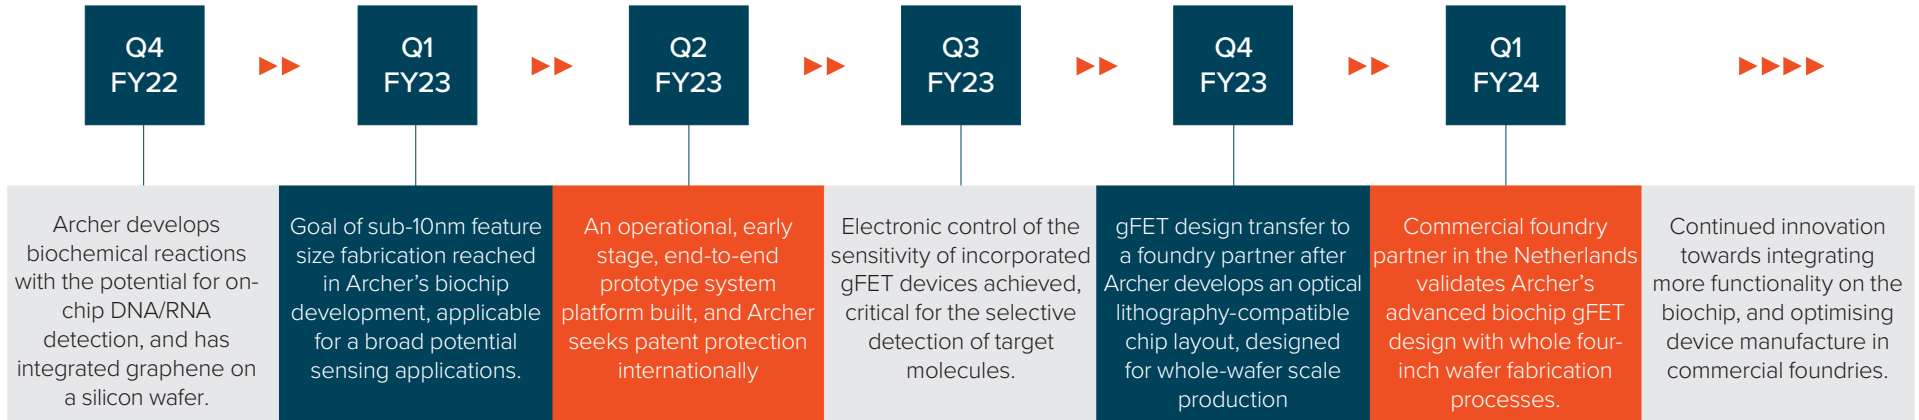 Q4
FY22
Q1
FY23
Q2
FY23
Q3
FY23
Q4
FY23
Q1
FY24
Archer develops
biochemical reactions
with the potential for on-
chip DNA/RNA
detection, and has
integrated graphene on
a silicon wafer.
Goal of sub-10nm feature
size fabrication reached
in Archer’s biochip
development, applicable
for a broad potential
sensing applications.
An operational, early
stage, end-to-end
prototype system
platform built, and Archer
seeks patent protection
internationally
Electronic control of the
sensitivity of incorporated
gFET devices achieved,
critical for the selective
detection of target
molecules.
gFET design transfer to
a foundry partner after
Archer develops an optical
lithography-compatible
chip layout, designed
for whole-wafer scale
production
Commercial foundry
partner in the Netherlands
validates Archer’s
advanced biochip gFET
design with whole four-
inch wafer fabrication
processes.
Continued innovation
towards integrating
more functionality on the
biochip, and optimising
device manufacture in
commercial foundries.